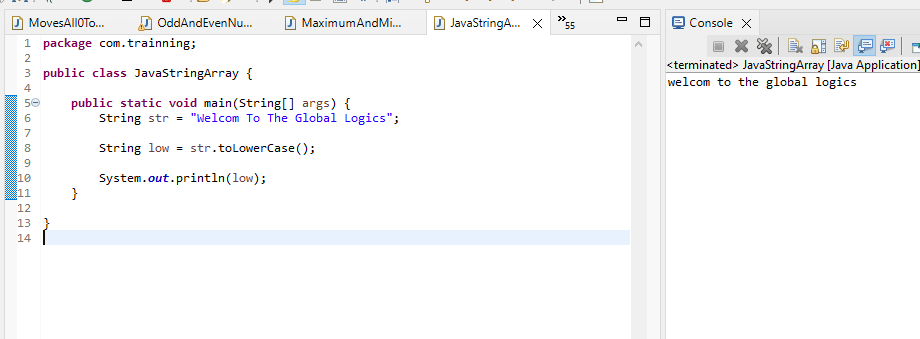 MovesAll0To...
OddAndEvenNu...
MaximumAndMi...
JavaStringA...
55
1 package com.trainning;
2
3 public class JavaStringArray {
4
5 public static void main(String[] args) {
6 String str = "Welcom To The Global Logics";
7
8 String low = str.toLowerCase();
9
10 System.out.println(low);
11 }
12
13 }
14
Console
<terminated> JavaStringArray [Java Application]
welcom to the global logics